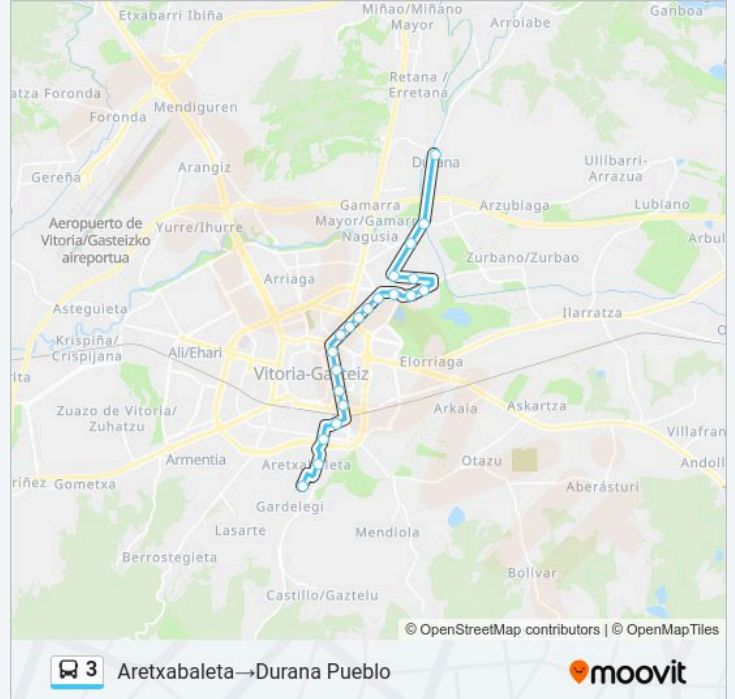 Etxabarri Ibiña
Miñao/Miñano
Mayor
Arroiabe
Ganboa
Retana /
Erretana
atza Foronda
Foronda
Mendiguren
Durana
Ullíbarri-
Arrazua
Arangiz
Gereña
Gamarra
Mayor/Gamarra
Nagusia
Arzubiaga
Lubiano
Aeropuerto de
Vitoria/Gasteizko
aireportua
Yurre/Ihurre
Arbul
Zurbano/Zurbao
Arriaga
Asteguieta
Ilarratza
Krispiña/
Crispijana
Ali/Ehari
Elorriaga
Vitoria-Gasteiz
ita
Zuazo de Vitoria/
Zuhatzu
Arkaia
Askartza
Villafran
Armentia
Aretxabaleta
Otazu
Andoll
ríñez
Gometxa
Aberásturi
Gardelegi
Lasarte
Mendiola
Berrostegieta
Bolívar
Castillo/Gaztelu
© OpenStreetMap contributors | © OpenMapTiles
3 Aretxabaleta→Durana Pueblo
moovit